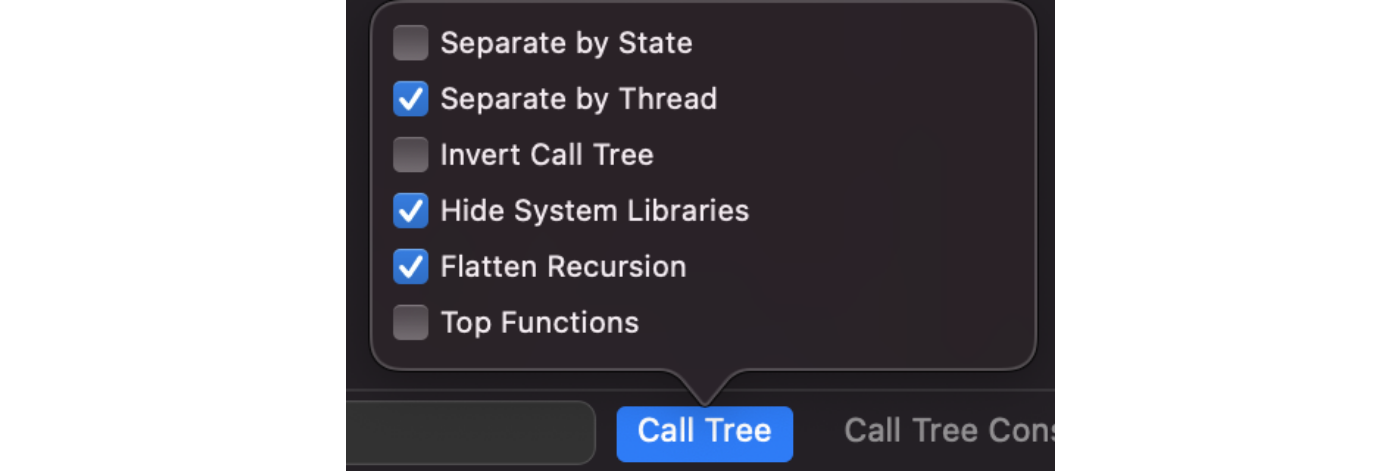 Separate by State
Separate by Thread
Invert Call Tree
Hide System Libraries
Flatten Recursion
Top Functions
Call Tree Call Tree Cons